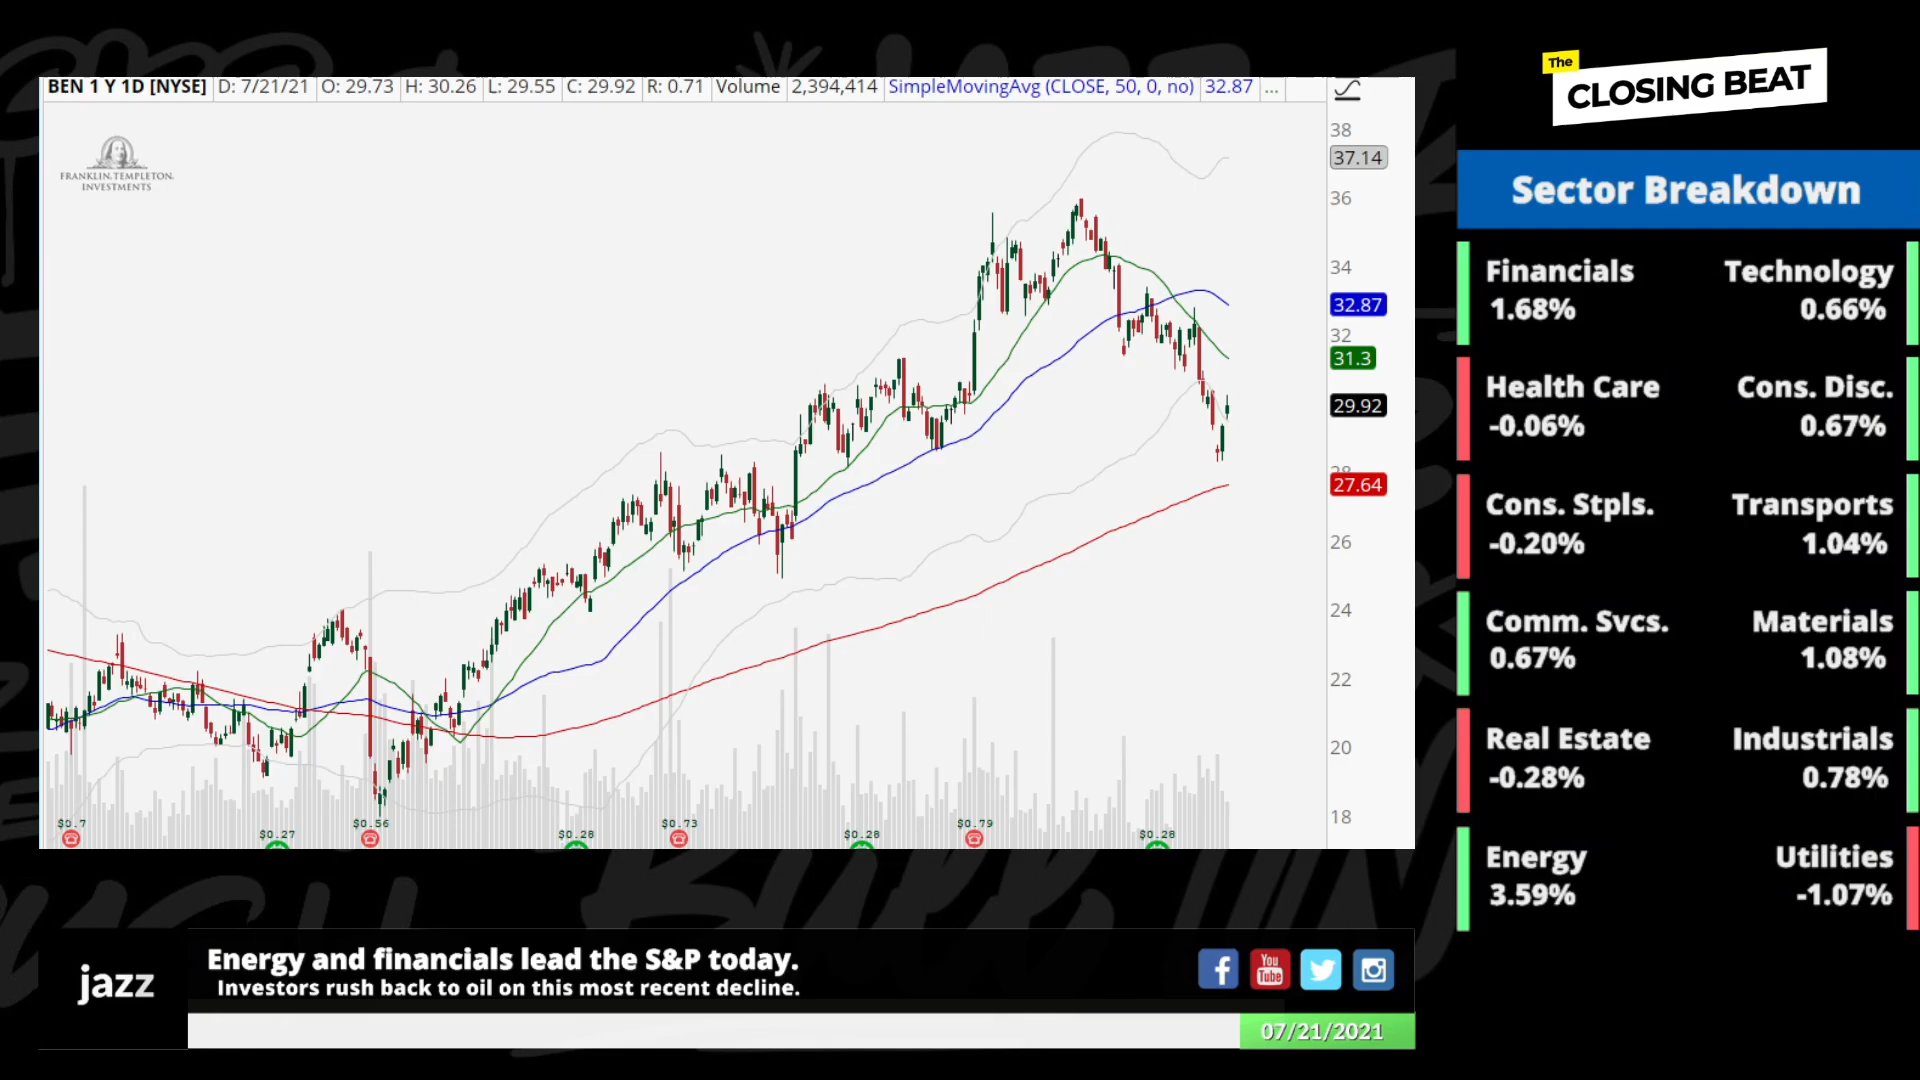 The
CLOSING BEAT
BEN 1 Y 1D [NYSE] D: 7/21/21 O: 29.73 H: 30.26 L: 29.55 C: 29.92 R: 0.71 Volume 2,394,414 SimpleMovingAvg (CLOSE, 50, 0, no) 32.87 ...
FRANKLIN TEMPLETON
INVESTMENTS
38
37.14
36
34
32.87
32
31.3
29.92
28
27.64
26
24
22
20
18
$0.7
$0.27
$0.56
$0.28
$0.73
$0.28
$0.79
$0.28
Sector Breakdown
Financials
1.68%
Technology
0.66%
Health Care
-0.06%
Cons. Disc.
0.67%
Cons. Stpls.
-0.20%
Transports
1.04%
Comm. Svcs.
0.67%
Materials
1.08%
Real Estate
-0.28%
Industrials
0.78%
Energy
3.59%
Utilities
-1.07%
jazz
Energy and financials lead the S&P today.
Investors rush back to oil on this most recent decline.
You
Tube
07/21/2021